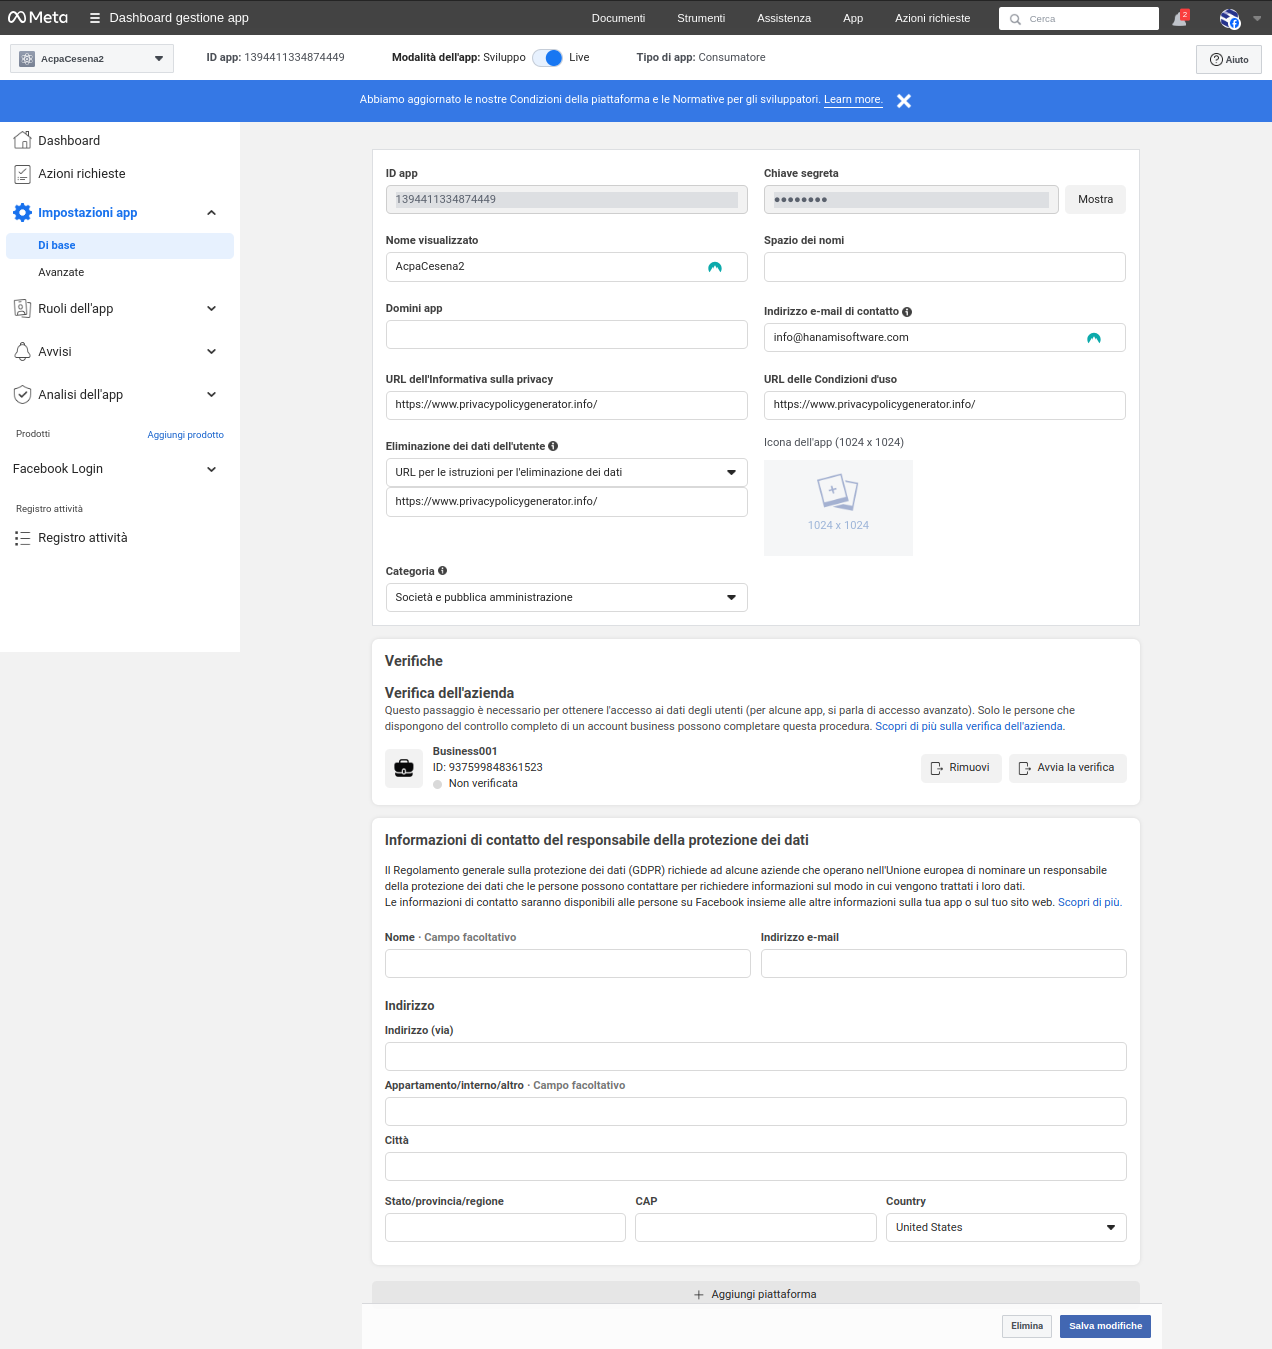 Meta
Dashboard gestione app
Documenti
Strumenti
Assistenza
App
Azioni richieste
Cerca
2
AcpaCesena2
ID app: 1394411334874449
Modalità dell'app: Sviluppo
Live
Tipo di app: Consumatore
Aiuto
Abbiamo aggiornato le nostre Condizioni della piattaforma e le Normative per gli sviluppatori. Learn more.
Dashboard
Azioni richieste
Impostazioni app
Di base
Avanzate
Ruoli dell'app
Avvisi
Analisi dell'app
Prodotti
Aggiungi prodotto
Facebook Login
Registro attività
Registro attività
ID app
1394411334874449
Chiave segreta
●●●●●●●●
Mostra
Nome visualizzato
AcpaCesena2
Spazio dei nomi
Domini app
Indirizzo e-mail di contatto
info@hanamisoftware.com
URL dell'Informativa sulla privacy
https://www.privacypolicygenerator.info/
URL delle Condizioni d'uso
https://www.privacypolicygenerator.info/
Eliminazione dei dati dell'utente
URL per le istruzioni per l'eliminazione dei dati
https://www.privacypolicygenerator.info/
Icona dell'app (1024 x 1024)
1024 x 1024
Categoria
Società e pubblica amministrazione
Verifiche
Verifica dell'azienda
Questo passaggio è necessario per ottenere l'accesso ai dati degli utenti (per alcune app, si parla di accesso avanzato). Solo le persone che
dispongono del controllo completo di un account business possono completare questa procedura. Scopri di più sulla verifica dell'azienda.
Business001
ID: 937599848361523
Non verificata
Rimuovi
Avvia la verifica
Informazioni di contatto del responsabile della protezione dei dati
Il Regolamento generale sulla protezione dei dati (GDPR) richiede ad alcune aziende che operano nell'Unione europea di nominare un responsabile
della protezione dei dati che le persone possono contattare per richiedere informazioni sul modo in cui vengono trattati i loro dati.
Le informazioni di contatto saranno disponibili alle persone su Facebook insieme alle altre informazioni sulla tua app o sul tuo sito web. Scopri di più.
Nome · Campo facoltativo
Indirizzo e-mail
Indirizzo
Indirizzo (via)
Appartamento/interno/altro · Campo facoltativo
Città
Stato/provincia/regione
CAP
Country
United States
+ Aggiungi piattaforma
Elimina
Salva modifiche